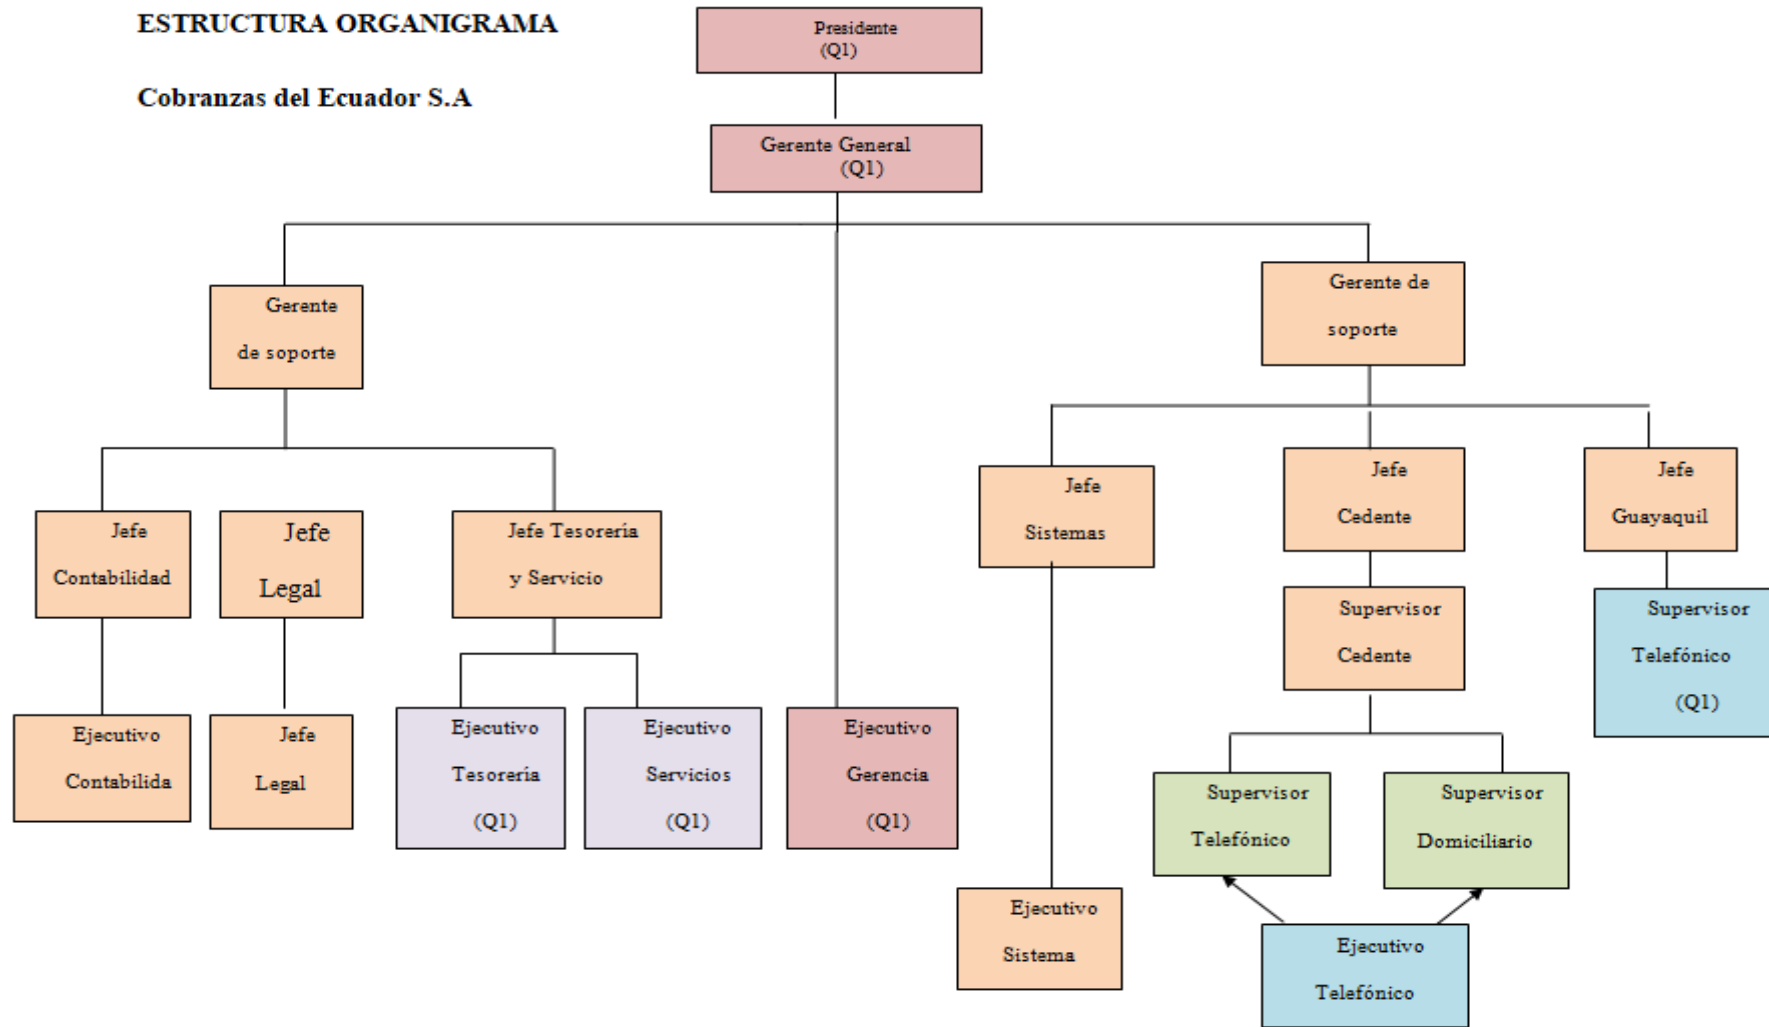 ESTRUCTURA ORGANIGRAMA
Cobranzas del Ecuador S.A
Presidente
(Q1)
Gerente General
(Q1)
Gerente
de soporte
Gerente de
soporte
Jefe
Contabilidad
Jefe
Legal
Jefe Tesorería
y Servicio
Jefe
Sistemas
Jefe
Cedente
Jefe
Guayaquil
Supervisor
Cedente
Supervisor
Telefónico
(Q1)
Ejecutivo
Contabilida
Jefe
Legal
Ejecutivo
Tesorería
(Q1)
Ejecutivo
Servicios
(Q1)
Ejecutivo
Gerencia
(Q1)
Supervisor
Telefónico
Supervisor
Domiciliario
Ejecutivo
Sistema
Ejecutivo
Telefónico